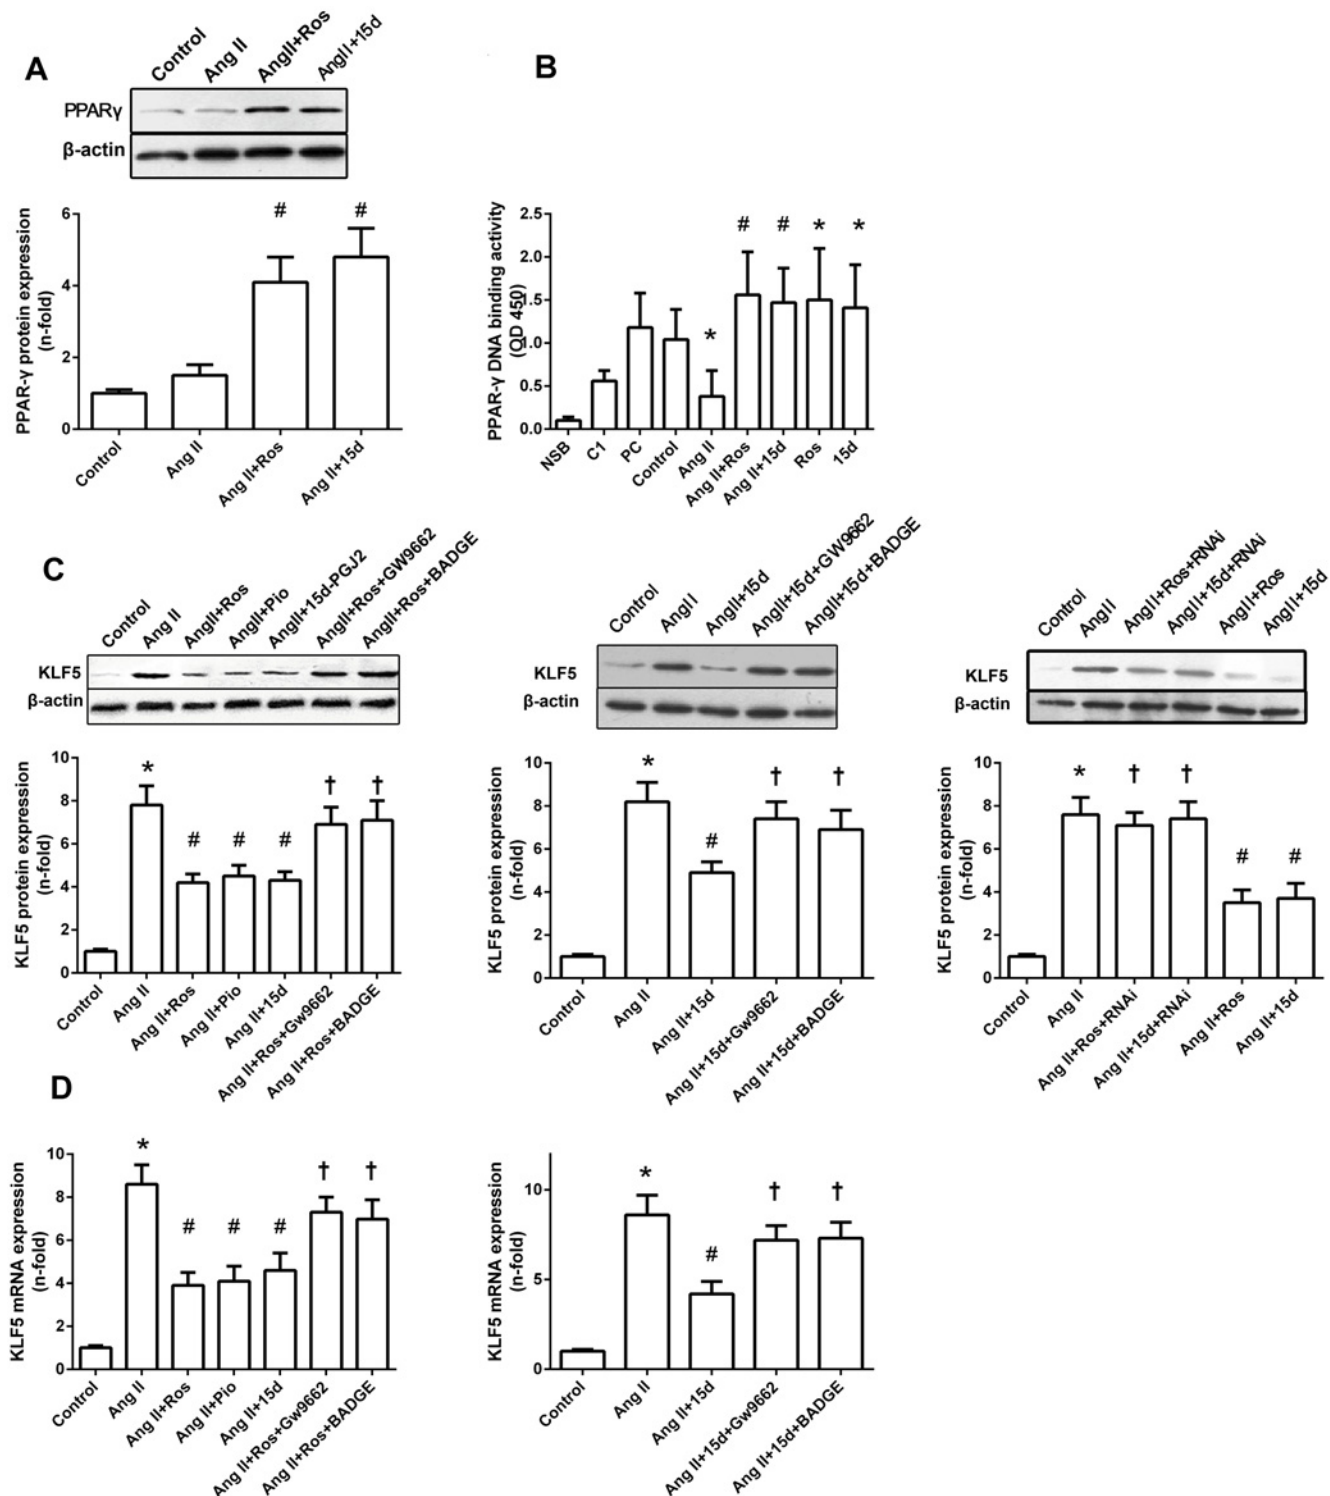 A
Control
Ang II
AngII+Ros
AngII+15d
PPARγ
β-actin
PPAR-γ protein expression
(n-fold)
6
4
2
0
#
#
Control
Ang II
Ang II+Ros
Ang II+15d
B
PPAR-γ DNA binding activity
(OD 450)
2.5
2.0
1.5
1.0
0.5
0.0
*
#
#
*
*
NSB
C1
PC
Control
Ang II
Ang II+Ros
Ang II+15d
Ros
15d
C
Control
Ang II
AngII+Ros
AngII+Pio
AngII+15d-PGJ2
AngII+Ros+GW9662
AngII+Ros+BADGE
KLF5
β-actin
KLF5 protein expression
(n-fold)
10
8
6
4
2
0
*
#
#
#
†
†
Control
Ang II
Ang II+Ros
Ang II+Pio
Ang II+15d
Ang II+Ros+Gw9662
Ang II+Ros+BADGE
Control
AngII
AngII+15d
AngII+15d+GW9662
AngII+15d+BADGE
KLF5
β-actin
KLF5 protein expression
(n-fold)
10
8
6
4
2
0
*
#
†
†
Control
Ang II
Ang II+15d
Ang II+15d+Gw9662
Ang II+15d+BADGE
Control
AngII
AngII+Ros+RNAi
AngII+15d+RNAi
AngII+Ros
AngII+15d
KLF5
β-actin
KLF5 protein expression
(n-fold)
10
8
6
4
2
0
*
†
†
#
#
Control
Ang II
Ang II+Ros+RNAi
Ang II+15d+RNAi
Ang II+Ros
Ang II+15d
D
KLF5 mRNA expression
(n-fold)
10
8
6
4
2
0
*
#
#
#
†
†
Control
Ang II
Ang II+Ros
Ang II+Pio
Ang II+15d
Ang II+Ros+Gw9662
Ang II+Ros+BADGE
KLF5 mRNA expression
(n-fold)
10
5
0
*
#
†
†
Control
Ang II
Ang II+15d
Ang II+15d+Gw9662
Ang II+15d+BADGE